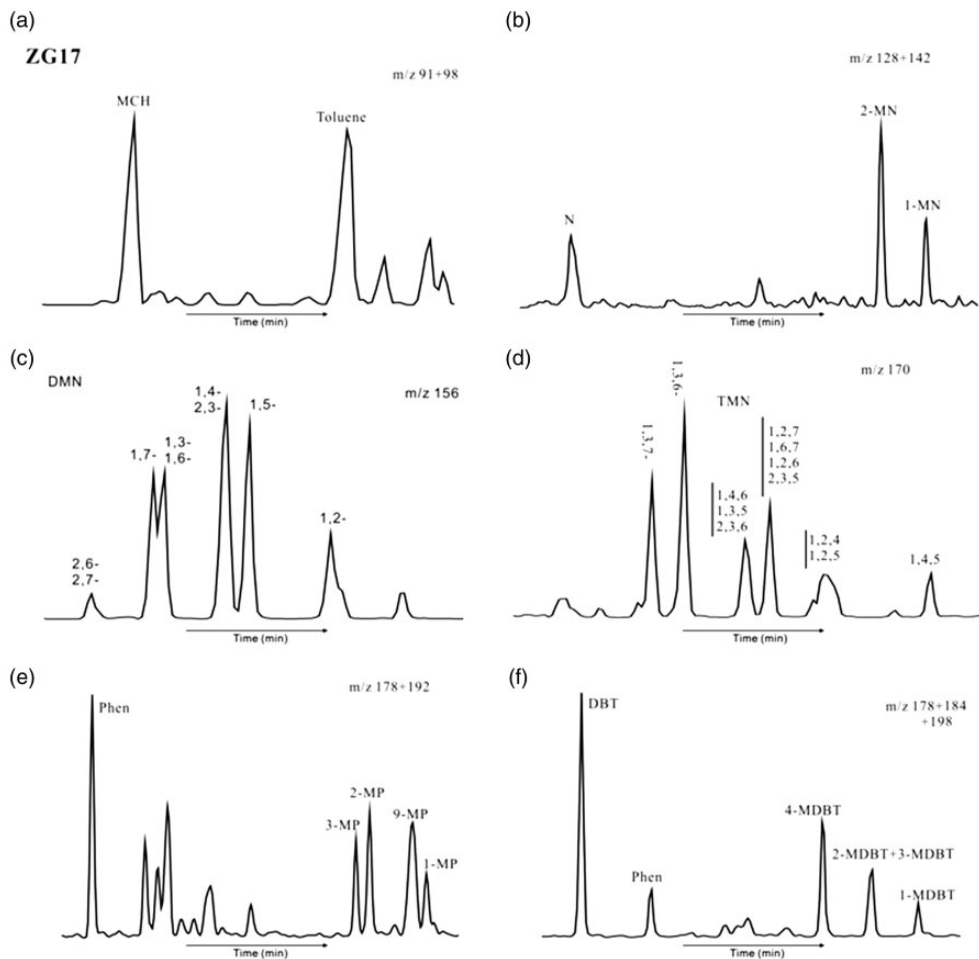 (a)
ZG17
m/z 91+98
MCH
Toluene
Time (min)
(b)
m/z 128+142
N
2-MN
1-MN
Time (min)
(c)
DMN
m/z 156
2,6-
2,7-
1,7-
1,3-
1,6-
1,4-
2,3-
1,5-
1,2-
Time (min)
(d)
m/z 170
TMN
1,3,7-
1,3,6-
1,4,6
1,3,5
2,3,6
1,2,7
1,6,7
1,2,6
2,3,5
1,2,4
1,2,5
1,4,5
Time (min)
(e)
m/z 178+192
Phen
3-MP
2-MP
9-MP
1-MP
Time (min)
(f)
m/z 178+184
+198
DBT
Phen
4-MDBT
2-MDBT+3-MDBT
1-MDBT
Time (min)